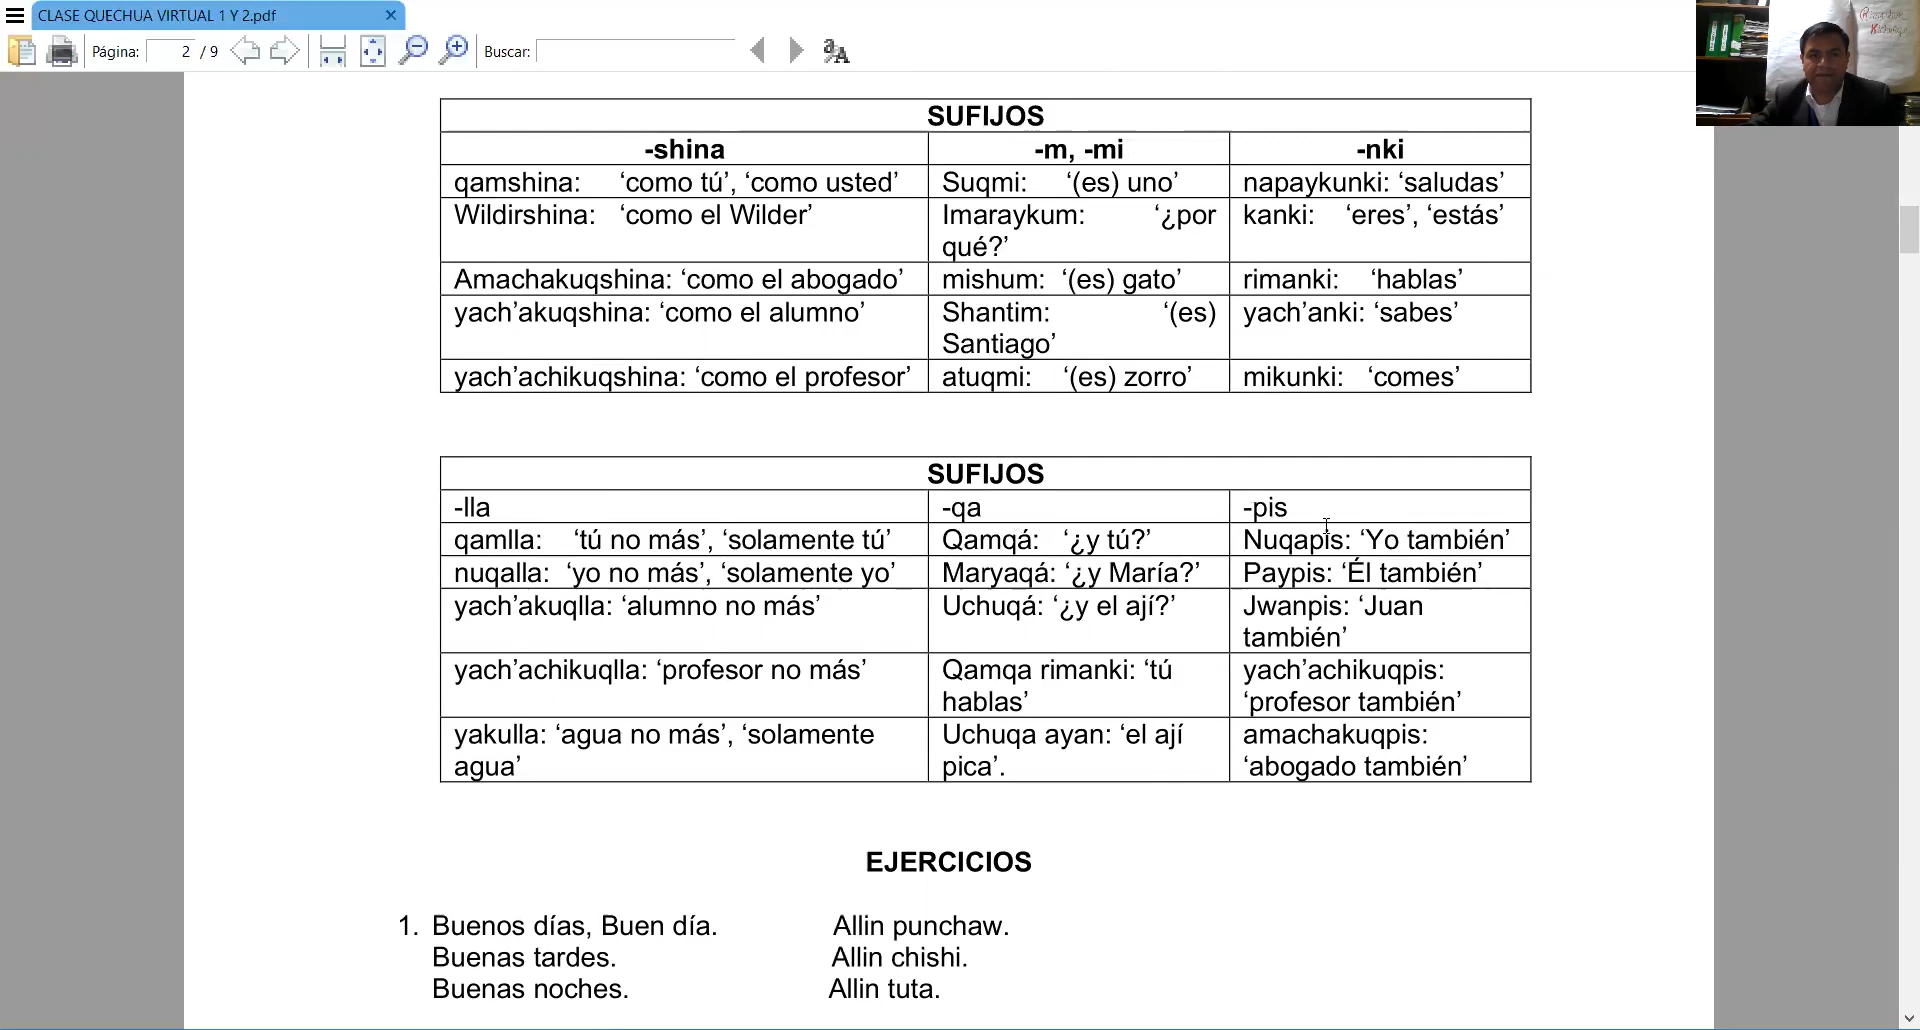 CLASE QUECHUA VIRTUAL 1 Y 2.pdf
Página: 2 / 9 Buscar:
SUFIJOS
-shina -m, -mi -nki
qamshina: ‘como tú’, ‘como usted’ Suqmi: ‘(es) uno’ napaykunki: ‘saludas’
Wildirshina: ‘como el Wilder’ Imaraykum: ‘¿por kanki: ‘eres’, ‘estás’
qué?’
Amachakuqshina: ‘como el abogado’ mishum: ‘(es) gato’ rimanki: ‘hablas’
yach’akuqshina: ‘como el alumno’ Shantim: ‘(es) yach’anki: ‘sabes’
Santiago’
yach’achikuqshina: ‘como el profesor’ atuqmi: ‘(es) zorro’ mikunki: ‘comes’
SUFIJOS
-lla -qa -pis
qamlla: ‘tú no más’, ‘solamente tú’ Qamqá: ‘¿y tú?’ Nuqapis: ‘Yo también’
nuqalla: ‘yo no más’, ‘solamente yo’ Maryaqá: ‘¿y María?’ Paypis: ‘Él también’
yach’akuqlla: ‘alumno no más’ Uchuqá: ‘¿y el ají?’ Jwanpis: ‘Juan
también’
yach’achikuqlla: ‘profesor no más’ Qamqa rimanki: ‘tú yach’achikuqpis:
hablas’ ‘profesor también’
yakulla: ‘agua no más’, ‘solamente Uchuqa ayan: ‘el ají amachakuqpis:
agua’ pica’. ‘abogado también’
EJERCICIOS
1. Buenos días, Buen día. Allin punchaw.
Buenas tardes. Allin chishi.
Buenas noches. Allin tuta.